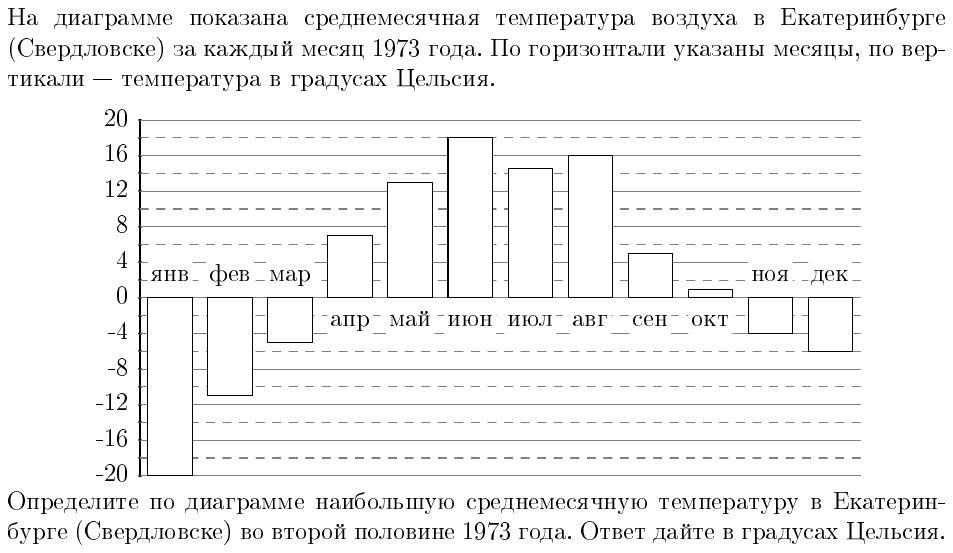 На диаграмме показана среднемесячная температура воздуха в Екатеринбурге
(Свердловске) за каждый месяц 1973 года. По горизонтали указаны месяцы, по вер-
тикали — температура в градусах Цельсия.
20
16
12
8
4
янв фев мар ноя дек
0
апр май июн июл авг сен окт
-4
-8
-12
-16
-20
Определите по диаграмме наибольшую среднемесячную температуру в Екатерин-
бурге (Свердловске) во второй половине 1973 года. Ответ дайте в градусах Цельсия.